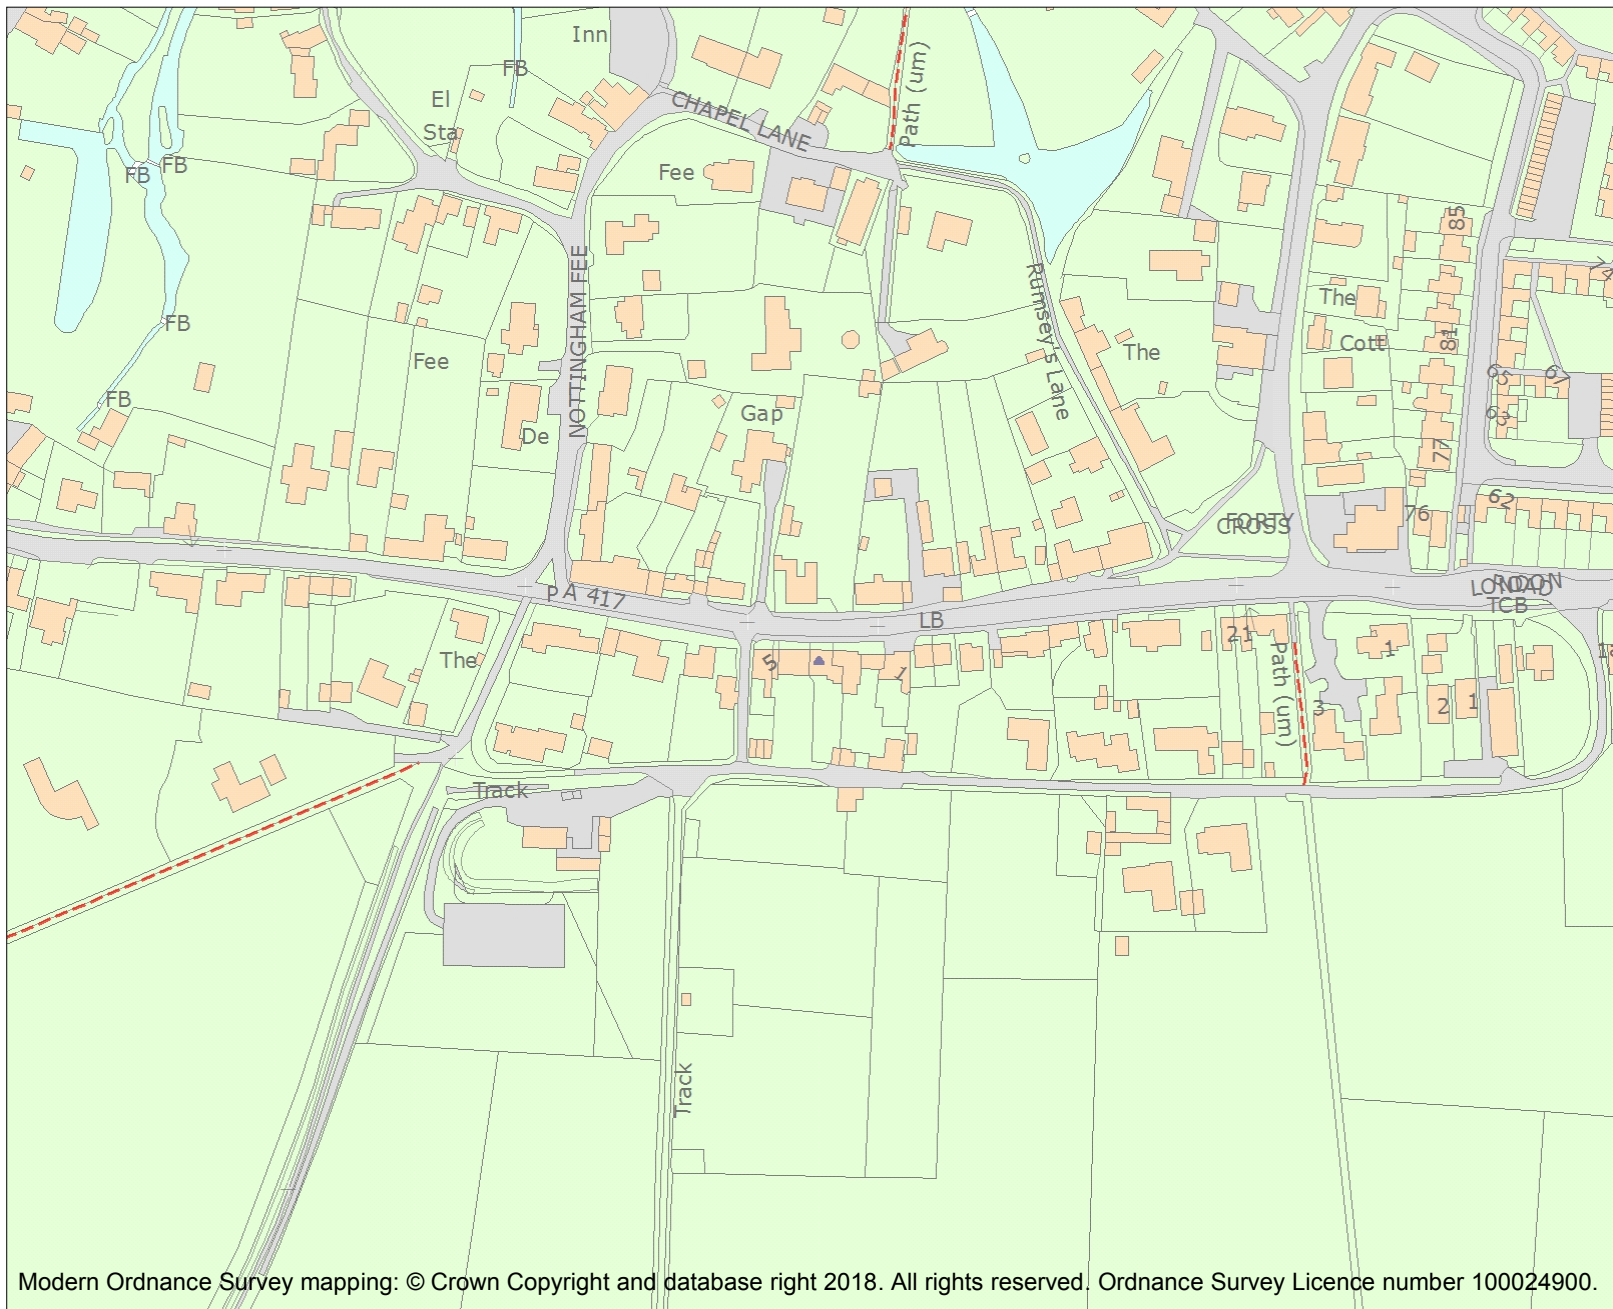 Inn
FB
El
Sta
CHAPEL LANE
Path (um)
FB
FB
Fee
85
74
NOTTINGHAM FEE
Rumsey's Lane
The
FB
81
Fee
The
Cott
65
67
FB
Gap
63
De
77
62
76
FORTY
CROSS
P A 417
LONDON
ROAD
TCB
LB
21
The
5
1
Path (um)
1
3
2
1
Track
Track
Modern Ordnance Survey mapping: © Crown Copyright and database right 2018. All rights reserved. Ordnance Survey Licence number 100024900.